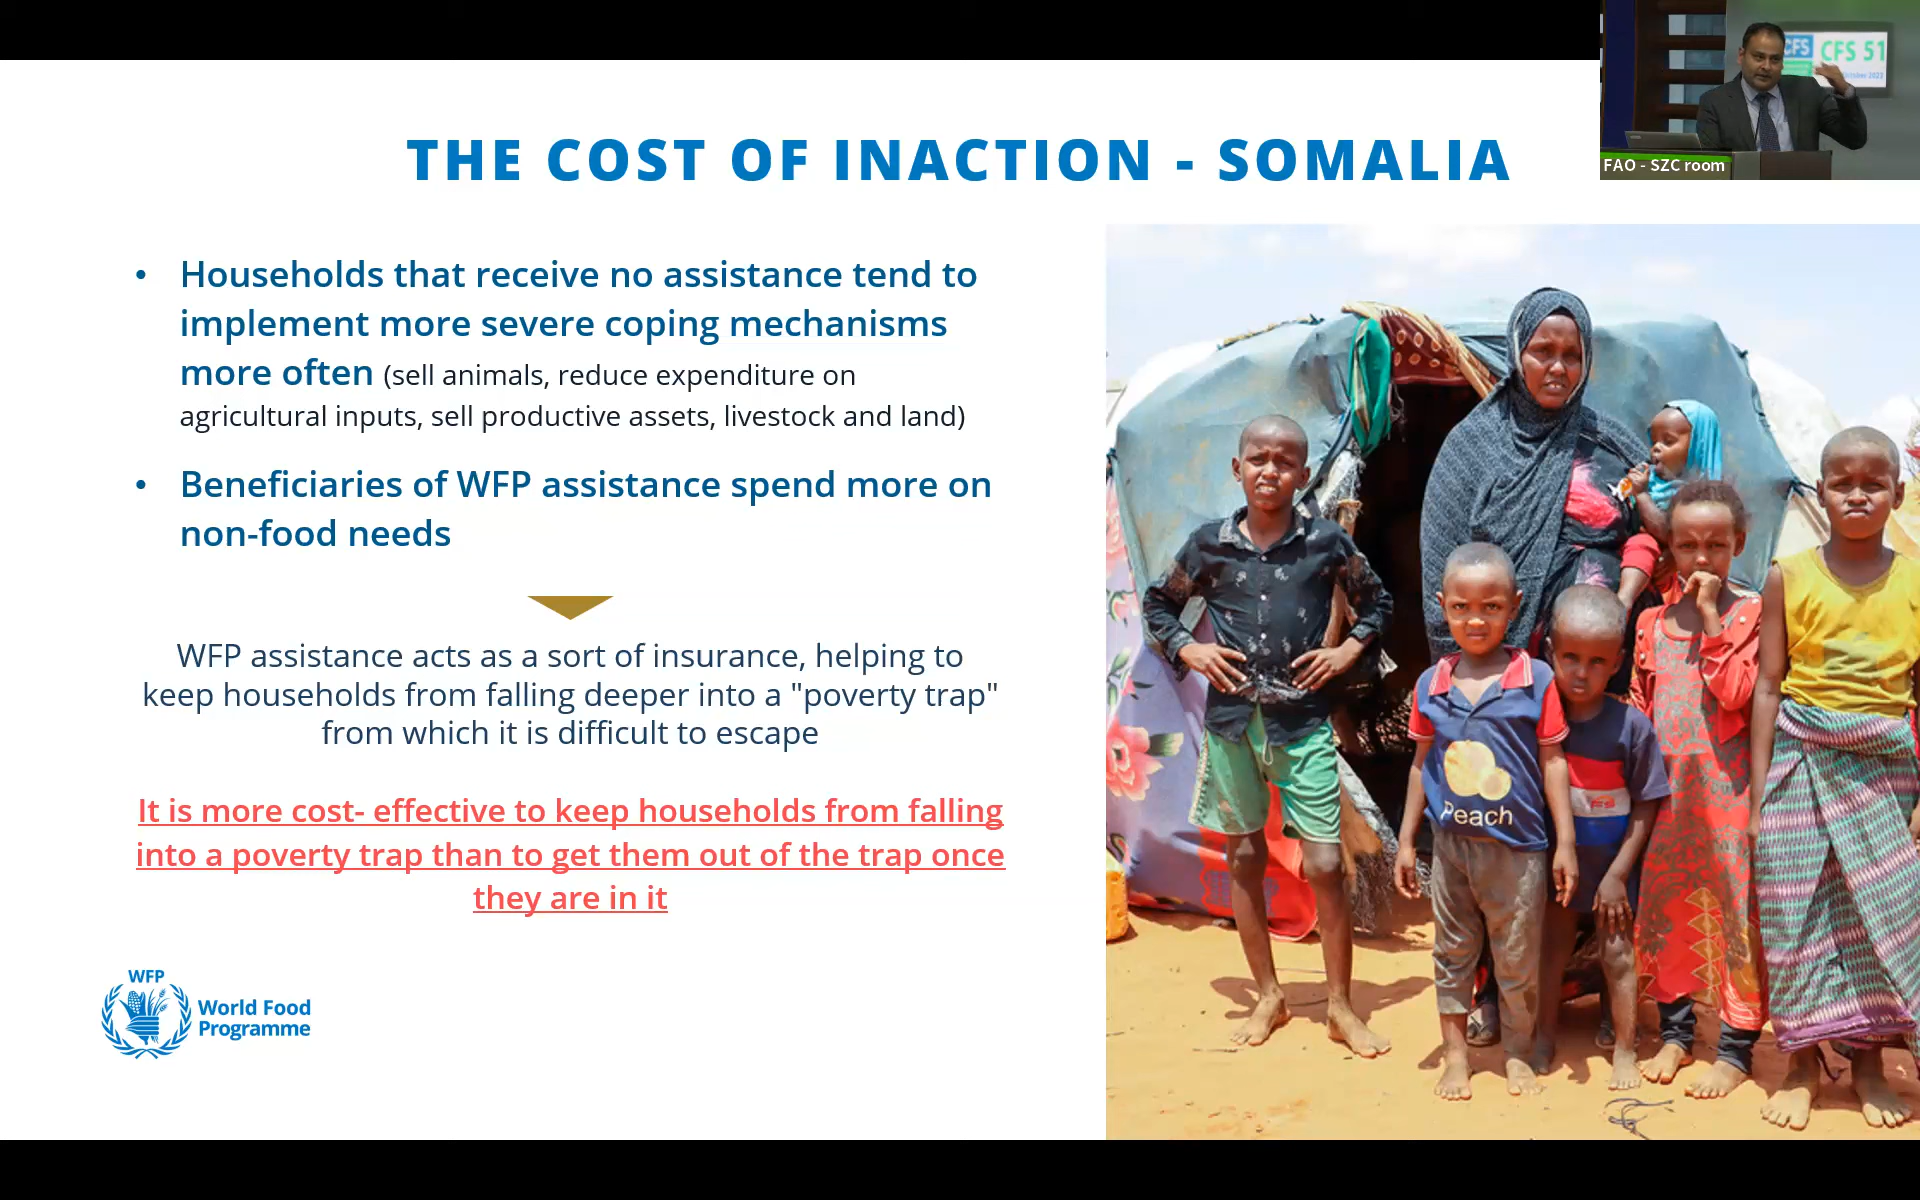 CFS
CFS 51
FAO - SZC room
THE COST OF INACTION - SOMALIA
• Households that receive no assistance tend to
implement more severe coping mechanisms
more often (sell animals, reduce expenditure on
agricultural inputs, sell productive assets, livestock and land)
• Beneficiaries of WFP assistance spend more on
non-food needs
WFP assistance acts as a sort of insurance, helping to
keep households from falling deeper into a "poverty trap"
from which it is difficult to escape
It is more cost- effective to keep households from falling
into a poverty trap than to get them out of the trap once
they are in it
Peach
WFP
World Food
Programme